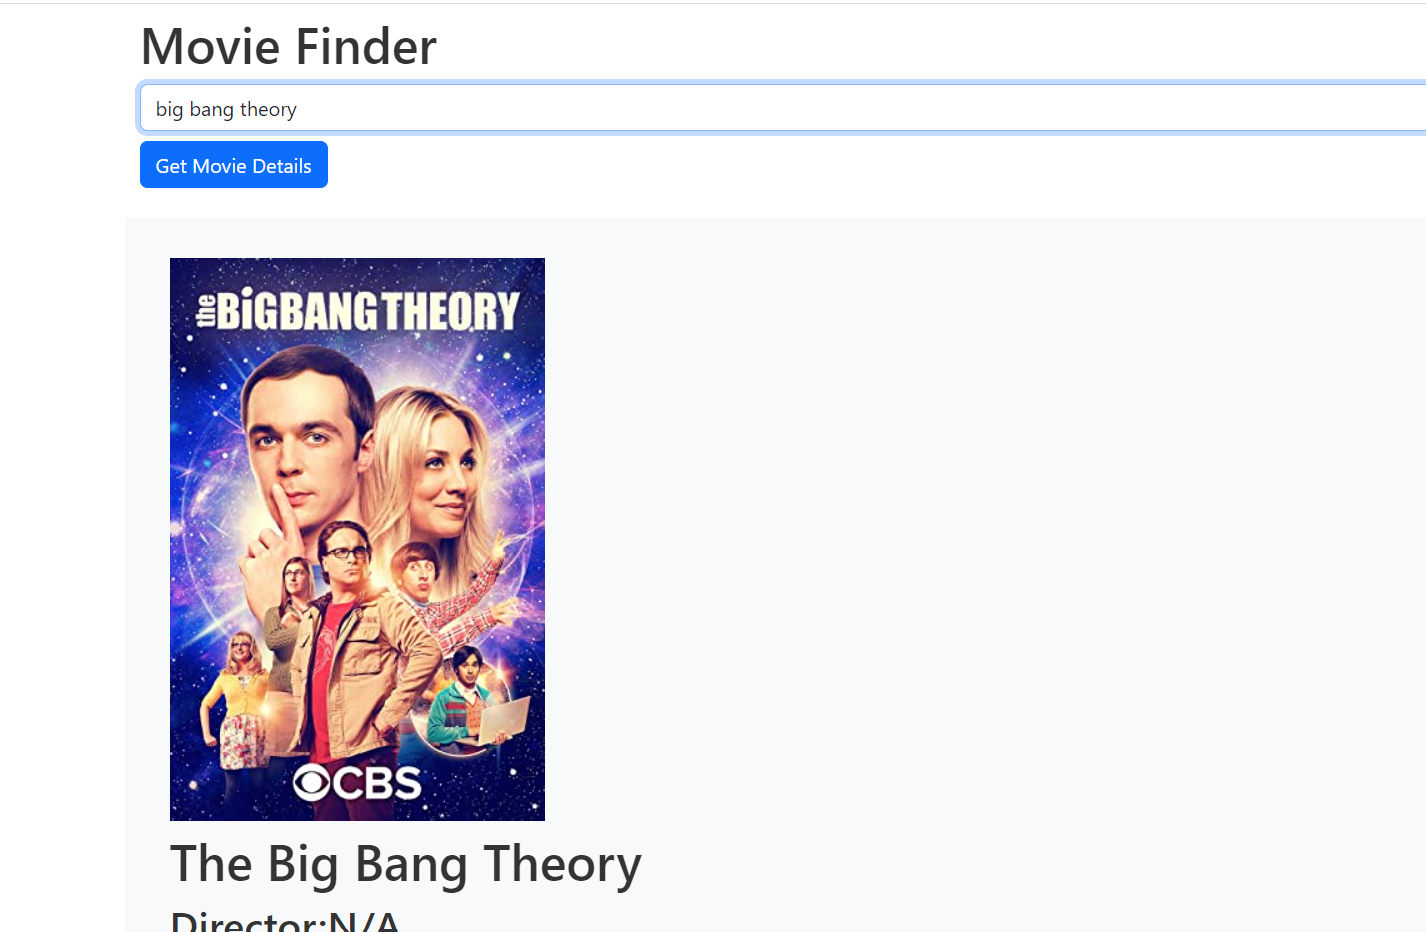 Movie Finder
big bang theory
Get Movie Details
the BiGBANG THEORY
CBS
The Big Bang Theory
Director:N/A